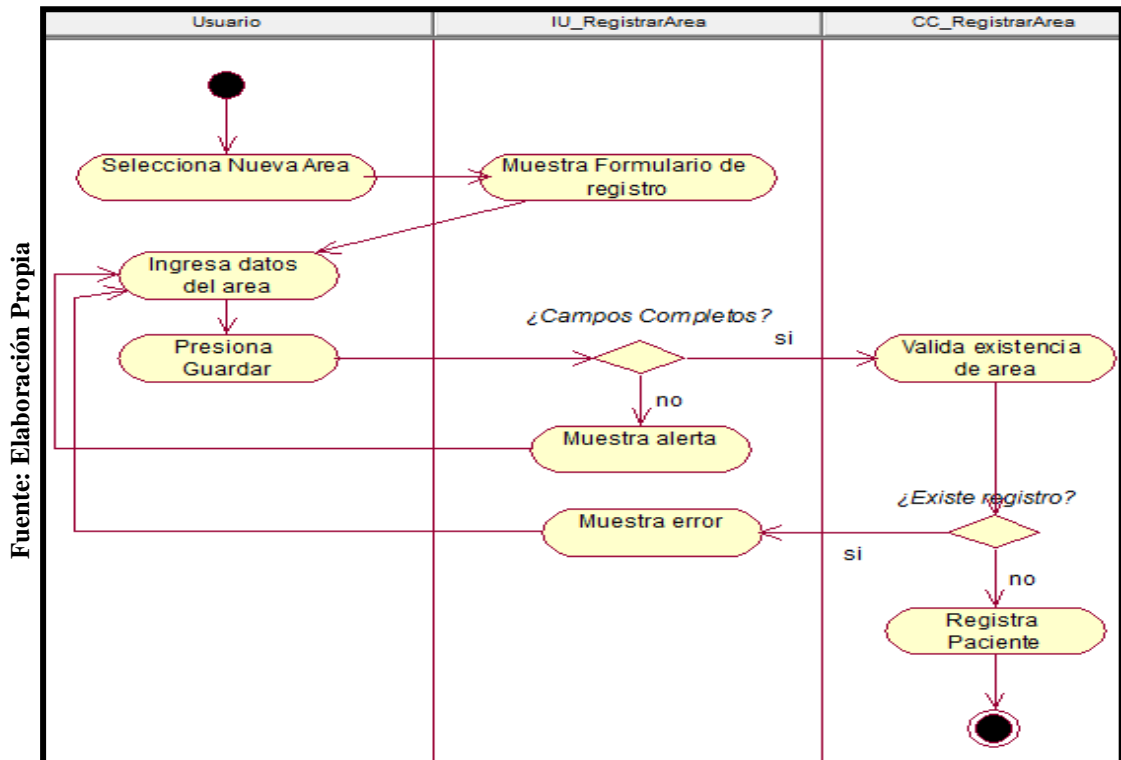 Usuario
IU_RegistrarArea
CC_RegistrarArea
Selecciona Nueva Area
Muestra Formulario de
registro
Ingresa datos
del area
Presiona
Guardar
¿Campos Completos?
si
no
Valida existencia
de area
Muestra alerta
¿Existe registro?
Muestra error
si
no
Registra
Paciente
Fuente: Elaboración Propia